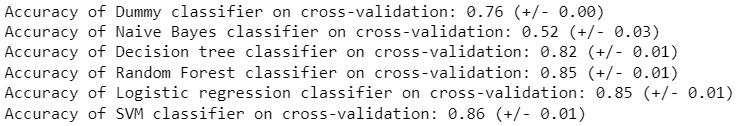 Accuracy of Dummy classifier on cross-validation: 0.76 (+/- 0.00)
Accuracy of Naive Bayes classifier on cross-validation: 0.52 (+/- 0.03)
Accuracy of Decision tree classifier on cross-validation: 0.82 (+/- 0.01)
Accuracy of Random Forest classifier on cross-validation: 0.85 (+/- 0.01)
Accuracy of Logistic regression classifier on cross-validation: 0.85 (+/- 0.01)
Accuracy of SVM classifier on cross-validation: 0.86 (+/- 0.01)